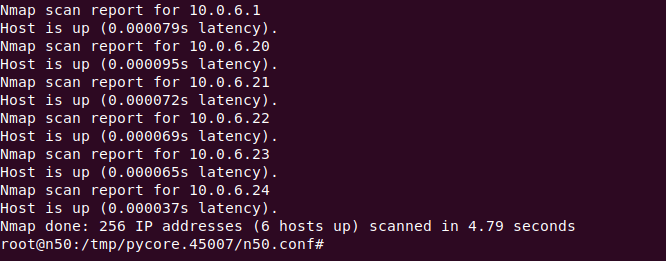 Nmap scan report for 10.0.6.1
Host is up (0.000079s latency).
Nmap scan report for 10.0.6.20
Host is up (0.000095s latency).
Nmap scan report for 10.0.6.21
Host is up (0.000072s latency).
Nmap scan report for 10.0.6.22
Host is up (0.000069s latency).
Nmap scan report for 10.0.6.23
Host is up (0.000065s latency).
Nmap scan report for 10.0.6.24
Host is up (0.000037s latency).
Nmap done: 256 IP addresses (6 hosts up) scanned in 4.79 seconds
root@n50:/tmp/pycore.45007/n50.conf#